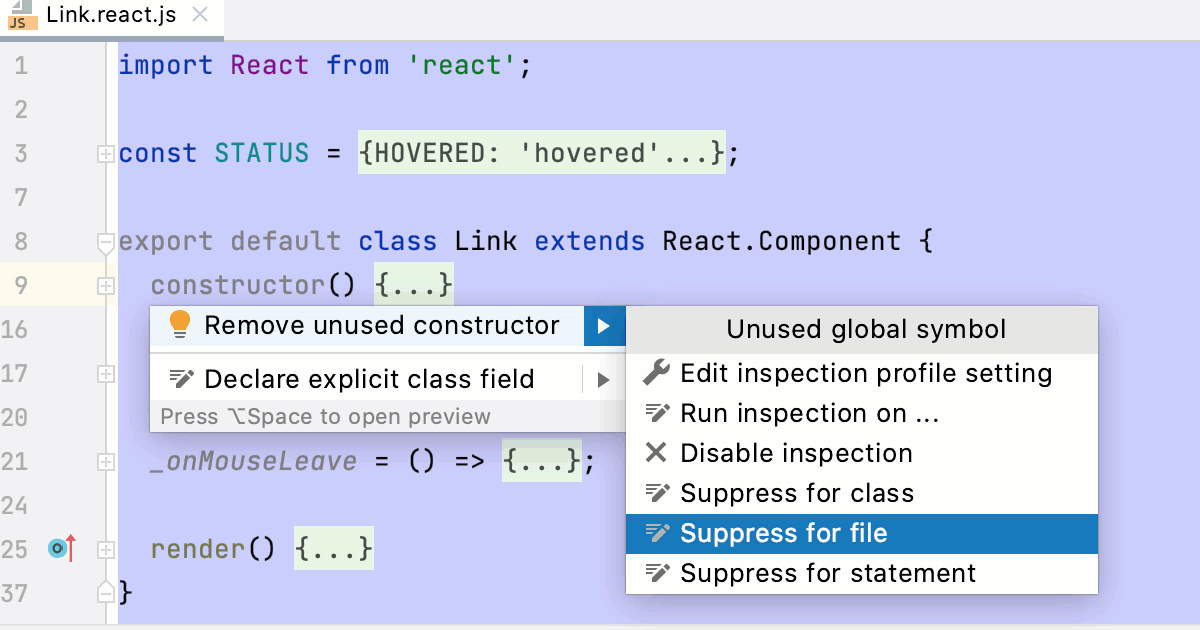 JS Link.react.js
1 import React from 'react';
2
3 const STATUS = {HOVERED: 'hovered'...};
7
8 export default class Link extends React.Component {
9 constructor() {...}
Remove unused constructor
Declare explicit class field
Press ⌥Space to open preview
Unused global symbol
Edit inspection profile setting
Run inspection on ...
Disable inspection
Suppress for class
Suppress for file
Suppress for statement
16
17
20
21 _onMouseLeave = () => {...};
24
25 render() {...}
37 }